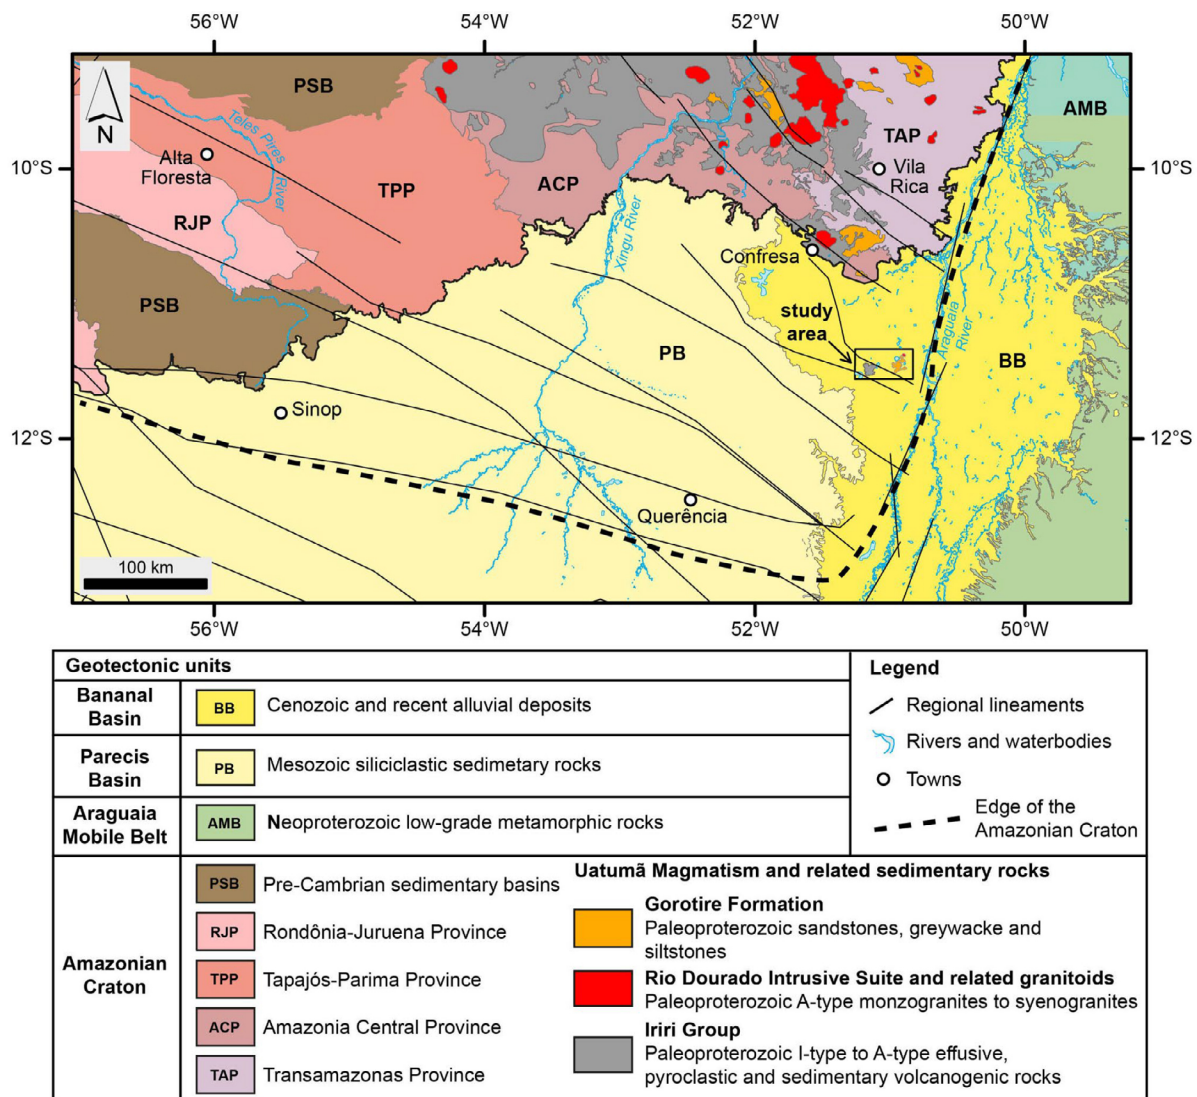 56°W 54°W 52°W 50°W
PSB
AMB
N
Teles Pires River
TAP
10°S 10°S
Alta
Floresta
Vila
Rica
TPP
ACP
RJP
Xingu River
Confresa
PSB
study
area
Araguaia River
PB
BB
Sinop
12°S 12°S
Querência
100 km
56°W 54°W 52°W 50°W
Geotectonic units
Bananal
Basin
BB Cenozoic and recent alluvial deposits
Parecis
Basin
PB Mesozoic siliciclastic sedimetary rocks
Araguaia
Mobile Belt
AMB Neoproterozoic low-grade metamorphic rocks
Legend
Regional lineaments
Rivers and waterbodies
Towns
Edge of the
Amazonian Craton
Amazonian
Craton
PSB Pre-Cambrian sedimentary basins
RJP Rondônia-Juruena Province
TPP Tapajós-Parima Province
ACP Amazonia Central Province
TAP Transamazonas Province
Uatumã Magmatism and related sedimentary rocks
Gorotire Formation
Paleoproterozoic sandstones, greywacke and
siltstones
Rio Dourado Intrusive Suite and related granitoids
Paleoproterozoic A-type monzogranites to syenogranites
Iriri Group
Paleoproterozoic I-type to A-type effusive,
pyroclastic and sedimentary volcanogenic rocks